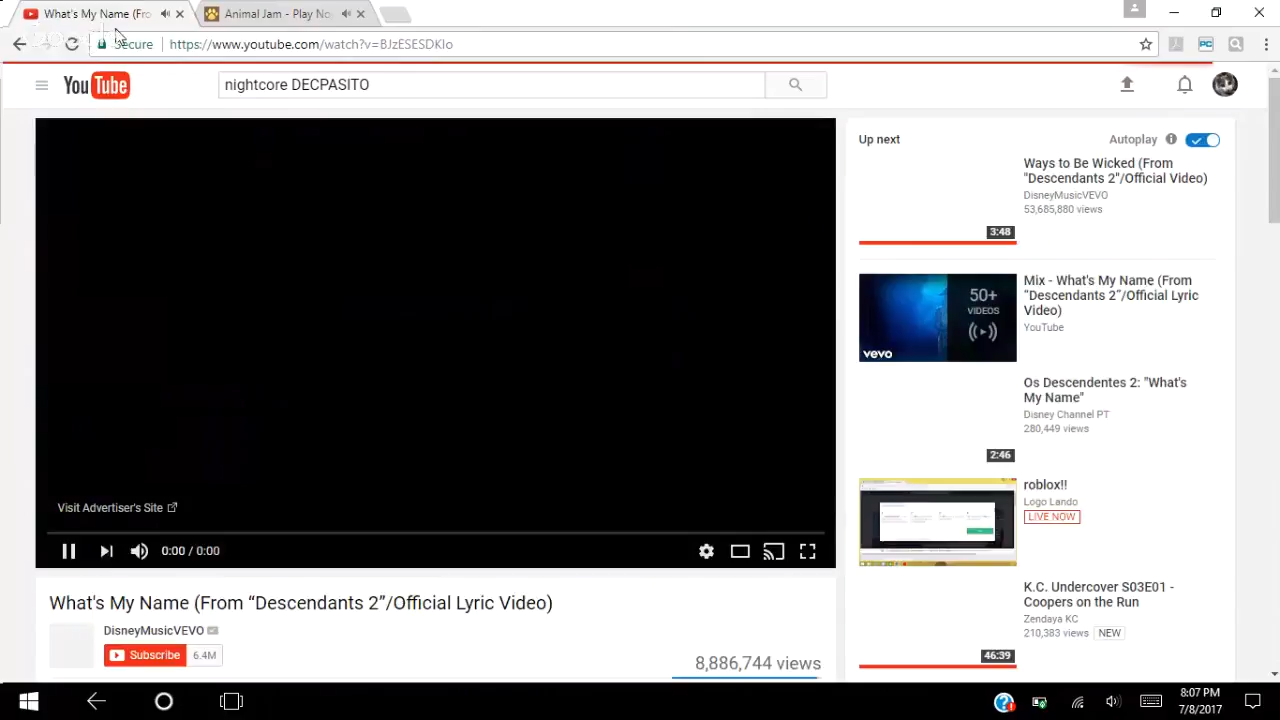 What's My Name (Fro
Animal Jam - Play No
Secure
https://www.youtube.com/watch?v=BJzESESDKIo
PC
YouTube
nightcore DECPASITO
Up next
Autoplay
Ways to Be Wicked (From
"Descendants 2"/Official Video)
DisneyMusicVEVO
53,685,880 views
3:48
Mix - What's My Name (From
“Descendants 2”/Official Lyric
Video)
YouTube
50+
VIDEOS
vevo
Os Descendentes 2: "What's
My Name"
Disney Channel PT
280,449 views
2:46
roblox!!
Logo Lando
LIVE NOW
K.C. Undercover S03E01 -
Coopers on the Run
Zendaya KC
210,383 views NEW
46:39
Visit Advertiser's Site
0:00 / 0:00
What's My Name (From “Descendants 2”/Official Lyric Video)
DisneyMusicVEVO
Subscribe 6.4M
8,886,744 views
8:07 PM
7/8/2017